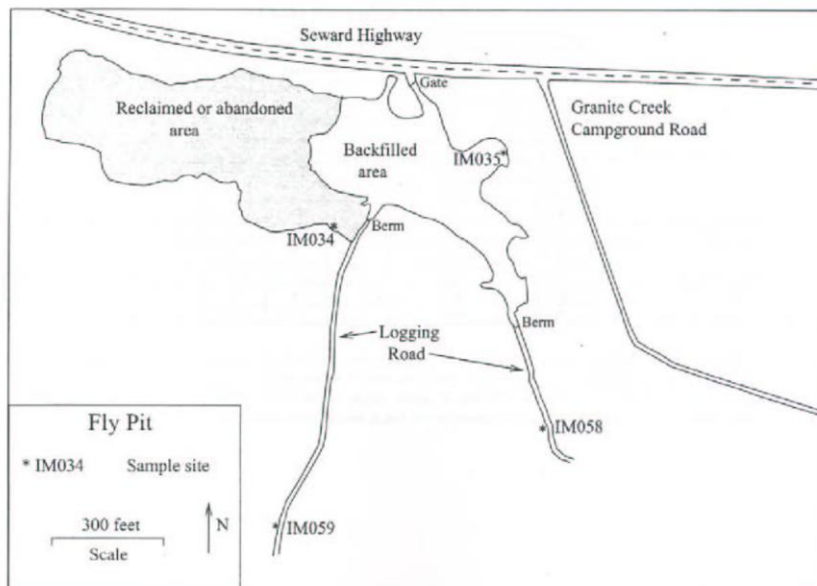 Seward Highway
Gate
Reclaimed or abandoned
area
Granite Creek
Campground Road
Backfilled
area
IM035*
*
IM034
Berm
Berm
Logging
Road
*IM058
*IM059
Fly Pit
* IM034 Sample site
300 feet
Scale
N